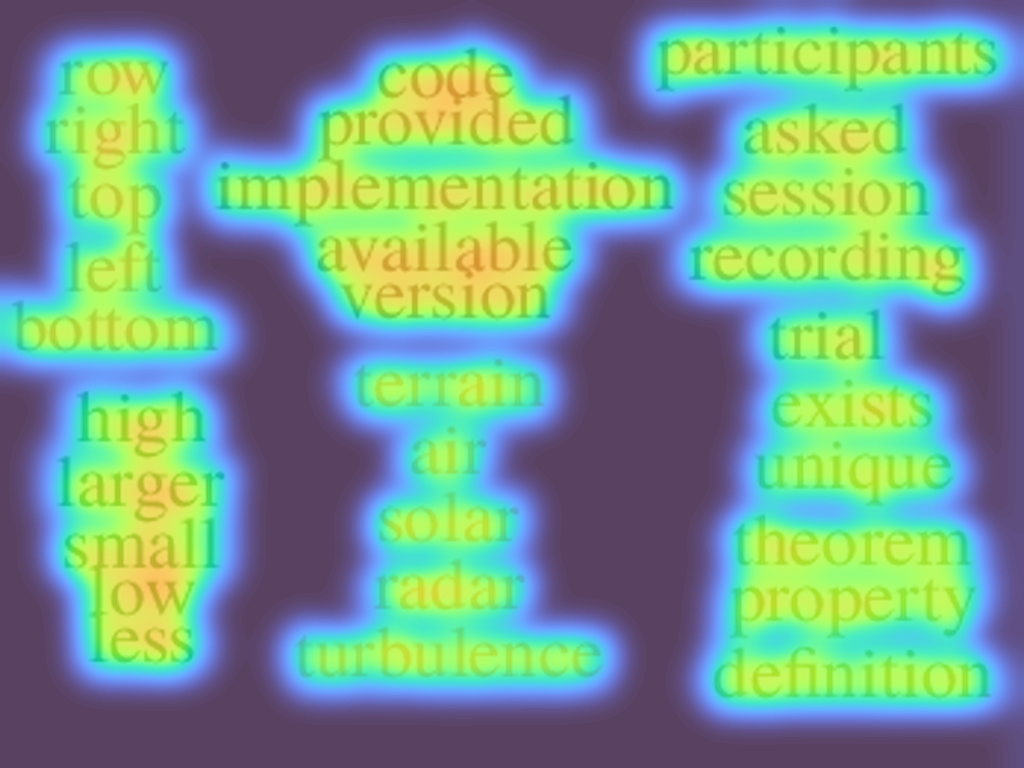 row
right
top
left
bottom
high
larger
small
low
less
code
provided
implementation
available
version
terrain
air
solar
radar
turbulence
participants
asked
session
recording
trial
exists
unique
theorem
property
definition